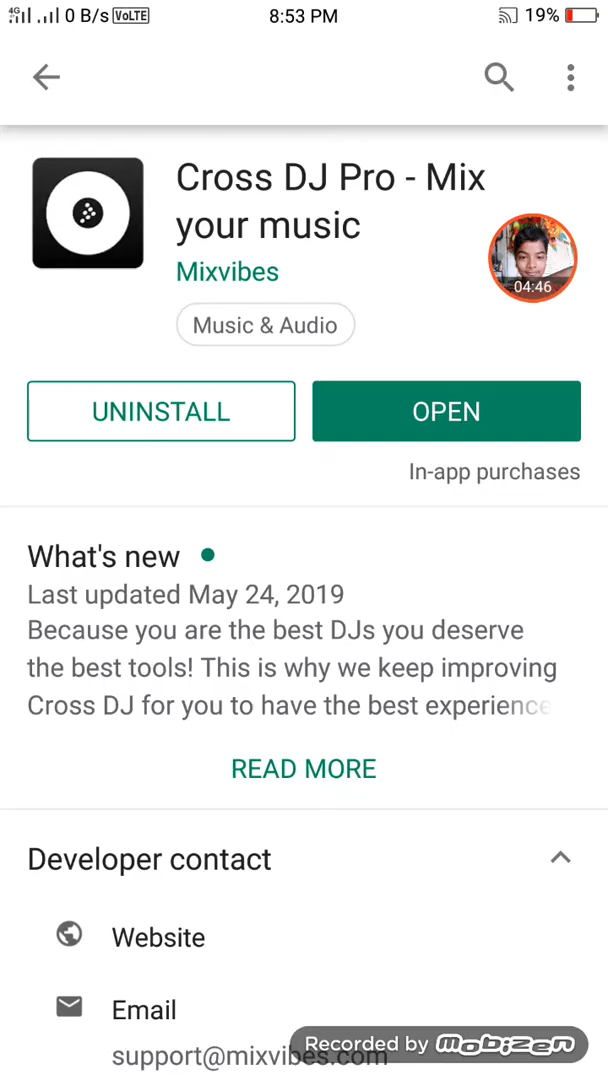 4G 0 B/s VoLTE 8:53 PM 19%
Cross DJ Pro - Mix
your music
Mixvibes
04:46
Music & Audio
UNINSTALL OPEN
In-app purchases
What's new
Last updated May 24, 2019
Because you are the best DJs you deserve
the best tools! This is why we keep improving
Cross DJ for you to have the best experience
READ MORE
Developer contact
Website
Email
Recorded by mobizen
support@mixvibes.com